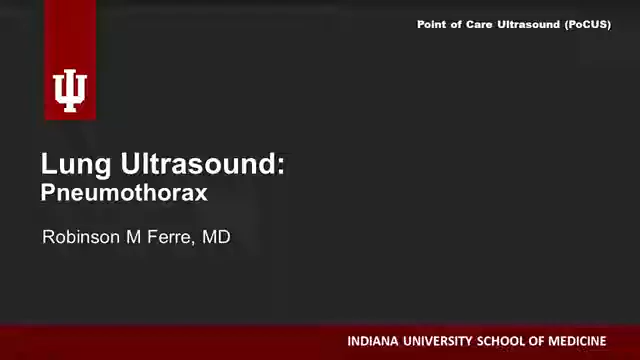 Point of Care Ultrasound (PoCUS)
Lung Ultrasound:
Pneumothorax
Robinson M Ferre, MD
INDIANA UNIVERSITY SCHOOL OF MEDICINE